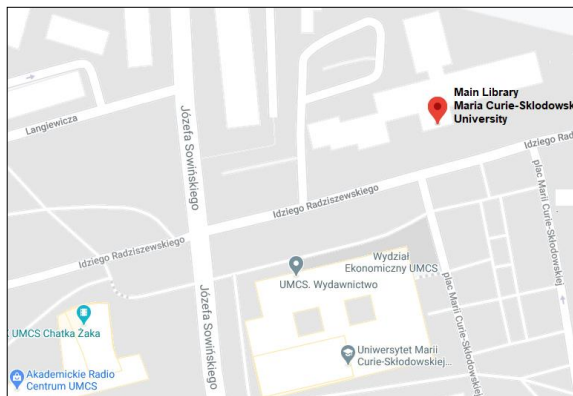 Main Library
Maria Curie-Sklodowsk
University
Langiewicza
Józefa Sowińskiego
Idziego Rad
Idziego Radziszewskiego
plac Marii Curie-Skłodowskiej
Idziego Radziszewskiego
Wydział
Ekonomiczny UMCS
UMCS. Wydawnictwo
plac Marii Curie-Skłodowskiej
Józefa Sowińskiego
UMCS Chatka Żaka
Uniwersytet Marii
Curie-Skłodowskiej...
Akademickie Radio
Centrum UMCS